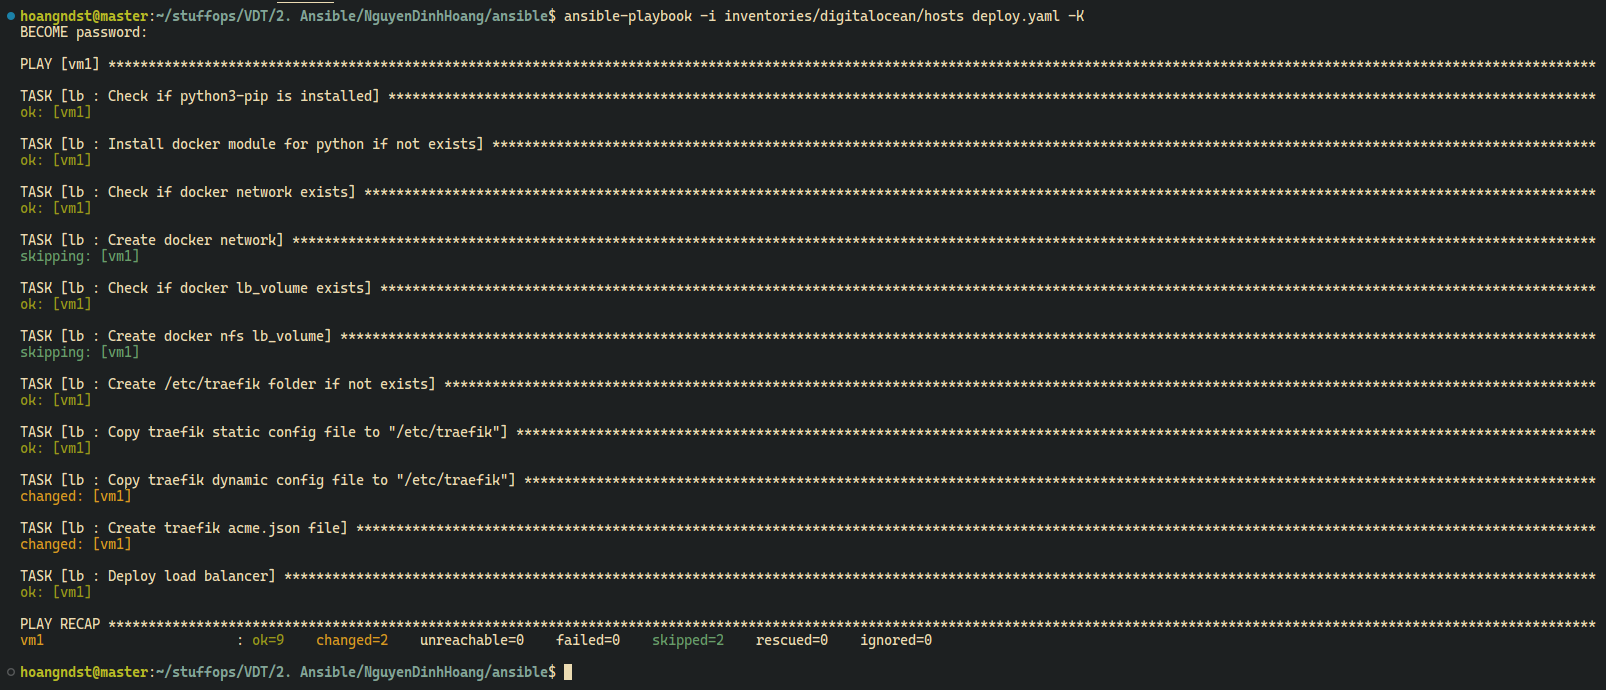 hoangndst@master:~/stuffops/VDT/2. Ansible/NguyenDinhHoang/ansible$ ansible-playbook -i inventories/digitalocean/hosts deploy.yaml -K
BECOME password:
PLAY [vm1] ****************************************************************************************************************************************************************************************
TASK [lb : Check if python3-pip is installed] *****************************************************************************************************************************************************
ok: [vm1]
TASK [lb : Install docker module for python if not exists] ****************************************************************************************************************************************
ok: [vm1]
TASK [lb : Check if docker network exists] ********************************************************************************************************************************************************
ok: [vm1]
TASK [lb : Create docker network] *****************************************************************************************************************************************************************
skipping: [vm1]
TASK [lb : Check if docker lb_volume exists] ******************************************************************************************************************************************************
ok: [vm1]
TASK [lb : Create docker nfs lb_volume] ***********************************************************************************************************************************************************
skipping: [vm1]
TASK [lb : Create /etc/traefik folder if not exists] **********************************************************************************************************************************************
ok: [vm1]
TASK [lb : Copy traefik static config file to "/etc/traefik"] *************************************************************************************************************************************
ok: [vm1]
TASK [lb : Copy traefik dynamic config file to "/etc/traefik"] ************************************************************************************************************************************
changed: [vm1]
TASK [lb : Create traefik acme.json file] *********************************************************************************************************************************************************
changed: [vm1]
TASK [lb : Deploy load balancer] ******************************************************************************************************************************************************************
ok: [vm1]
PLAY RECAP ****************************************************************************************************************************************************************************************
vm1                        : ok=9    changed=2    unreachable=0    failed=0    skipped=2    rescued=0    ignored=0
hoangndst@master:~/stuffops/VDT/2. Ansible/NguyenDinhHoang/ansible$